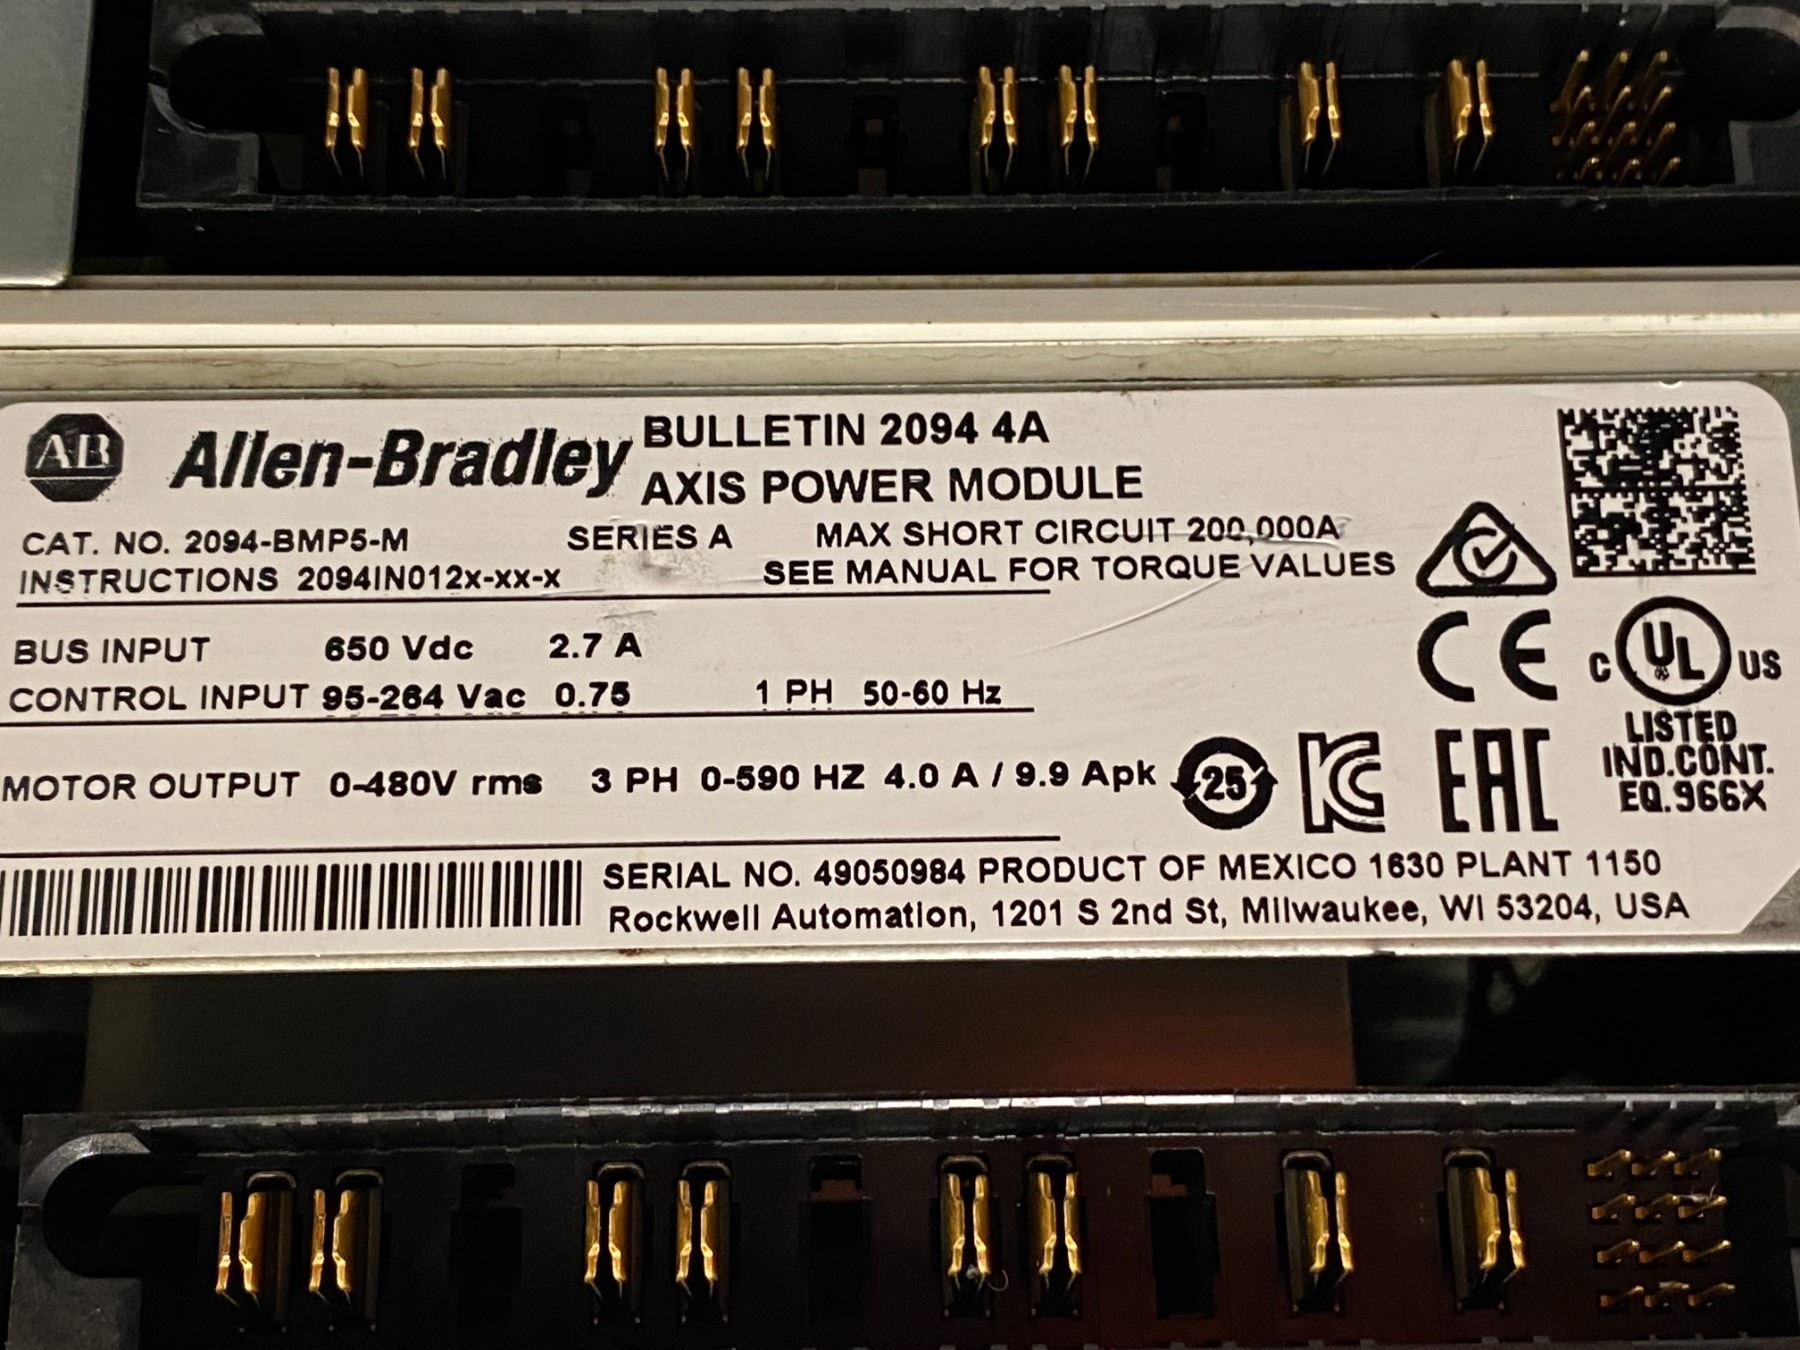 AB Allen-Bradley
BULLETIN 2094 4A
AXIS POWER MODULE
CAT. NO. 2094-BMP5-M SERIES A MAX SHORT CIRCUIT 200,000A
INSTRUCTIONS 2094IN012x-xx-x SEE MANUAL FOR TORQUE VALUES
BUS INPUT 650 Vdc 2.7 A
CONTROL INPUT 95-264 Vac 0.75 1 PH 50-60 Hz
MOTOR OUTPUT 0-480V rms 3 PH 0-590 HZ 4.0 A / 9.9 Apk
CE
C UL US
LISTED
IND.CONT.
EQ.966X
25 KC EAC
SERIAL NO. 49050984 PRODUCT OF MEXICO 1630 PLANT 1150
Rockwell Automation, 1201 S 2nd St, Milwaukee, WI 53204, USA